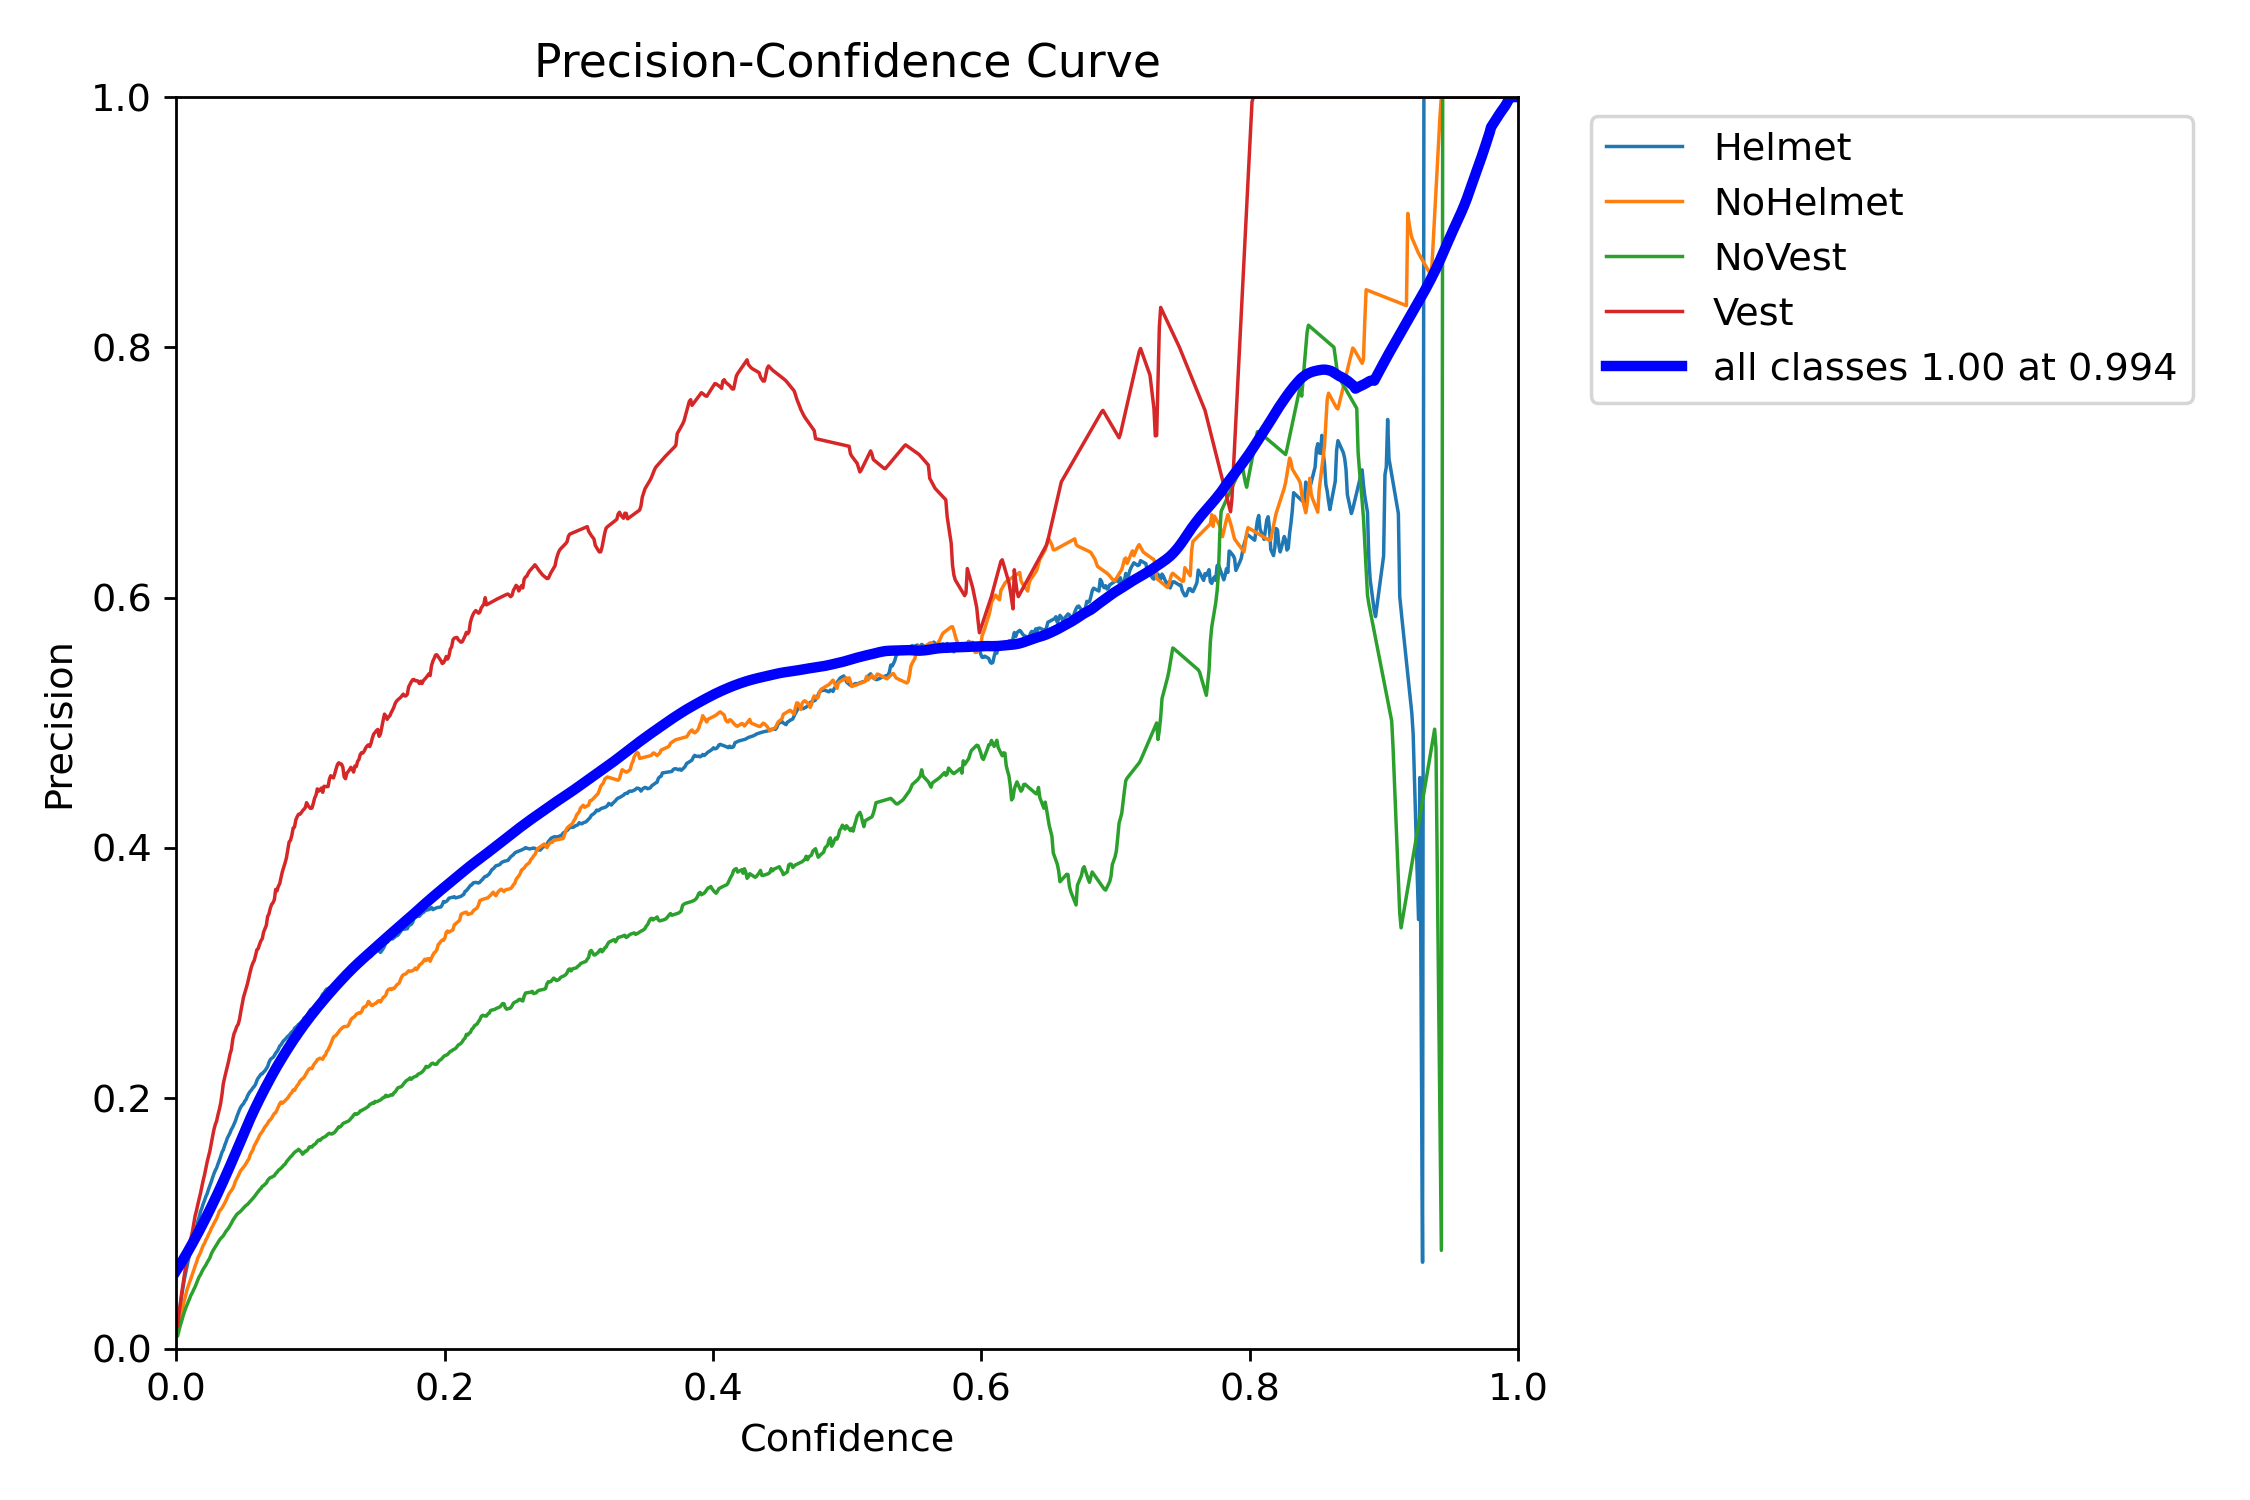 Precision-Confidence Curve
1.0
0.8
0.6
0.4
0.2
0.0
Precision
0.0 0.2 0.4 0.6 0.8 1.0
Confidence
Helmet
NoHelmet
NoVest
Vest
all classes 1.00 at 0.994